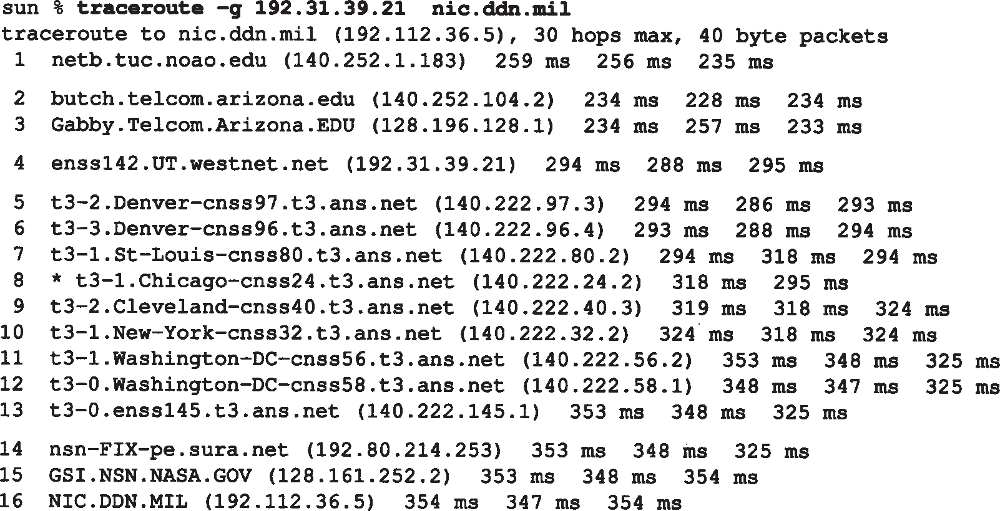 sun % traceroute -g 192.31.39.21 nic.ddn.mil
traceroute to nic.ddn.mil (192.112.36.5), 30 hops max, 40 byte packets
1 netb.tuc.noao.edu (140.252.1.183) 259 ms 256 ms 235 ms
2 butch.telcom.arizona.edu (140.252.104.2) 234 ms 228 ms 234 ms
3 Gabby.Telcom.Arizona.EDU (128.196.128.1) 234 ms 257 ms 233 ms
4 enss142.UT.westnet.net (192.31.39.21) 294 ms 288 ms 295 ms
5 t3-2.Denver-cnss97.t3.ans.net (140.222.97.3) 294 ms 286 ms 293 ms
6 t3-3.Denver-cnss96.t3.ans.net (140.222.96.4) 293 ms 288 ms 294 ms
7 t3-1.St-Louis-cnss80.t3.ans.net (140.222.80.2) 294 ms 318 ms 294 ms
8 * t3-1.Chicago-cnss24.t3.ans.net (140.222.24.2) 318 ms 295 ms
9 t3-2.Cleveland-cnss40.t3.ans.net (140.222.40.3) 319 ms 318 ms 324 ms
10 t3-1.New-York-cnss32.t3.ans.net (140.222.32.2) 324 ms 318 ms 324 ms
11 t3-1.Washington-DC-cnss56.t3.ans.net (140.222.56.2) 353 ms 348 ms 325 ms
12 t3-0.Washington-DC-cnss58.t3.ans.net (140.222.58.1) 348 ms 347 ms 325 ms
13 t3-0.enss145.t3.ans.net (140.222.145.1) 353 ms 348 ms 325 ms
14 nsn-FIX-pe.sura.net (192.80.214.253) 353 ms 348 ms 325 ms
15 GSI.NSN.NASA.GOV (128.161.252.2) 353 ms 348 ms 354 ms
16 NIC.DDN.MIL (192.112.36.5) 354 ms 347 ms 354 ms